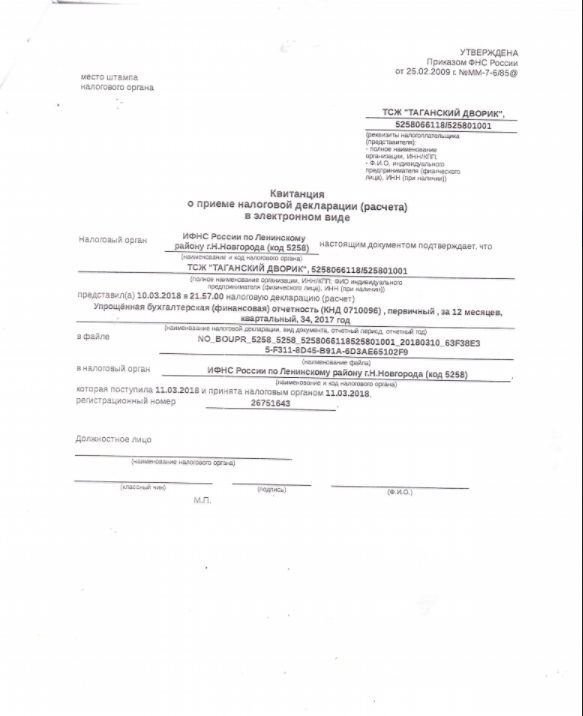 УТВЕРЖДЕНА
Приказом ФНС России
от 25.02.2009 г. №ММ-7-6/85@
место штампа
налогового органа
ТСЖ "ТАГАНСКИЙ ДВОРИК",
5258066118/525801001
(реквизиты налогоплательщика
(представителя):
- полное наименование
организации, ИНН/КПП;
- Ф.И.О. индивидуального
предпринимателя (физического
лица), ИНН (при наличии))
Квитанция
о приеме налоговой декларации (расчета)
в электронном виде
Налоговый орган ИФНС России по Ленинскому району г.Н.Новгорода (код 5258) настоящим документом подтверждает, что
(наименование и код налогового органа)
ТСЖ "ТАГАНСКИЙ ДВОРИК", 5258066118/525801001
(полное наименование организации, ИНН/КПП; ФИО индивидуального
предпринимателя (физического лица), ИНН (при наличии))
представил(а) 10.03.2018 в 21.57.00 налоговую декларацию (расчет)
Упрощённая бухгалтерская (финансовая) отчетность (КНД 0710096) , первичный , за 12 месяцев,
квартальный, 34, 2017 год
(наименование налоговой декларации, вид документа, отчетный период, отчетный год)
в файле NO_BOUPR_5258_5258_5258066118525801001_20180310_63F38E3
5-F311-8D45-B91A-6D3AE65102F9
(наименование файла)
в налоговый орган ИФНС России по Ленинскому району г.Н.Новгорода (код 5258) ,
(наименование и код налогового органа)
которая поступила 11.03.2018 и принята налоговым органом 11.03.2018.
регистрационный номер 26751643 .
Должностное лицо
(наименование налогового органа)
(классный чин) (подпись) (Ф.И.О.)
М.П.